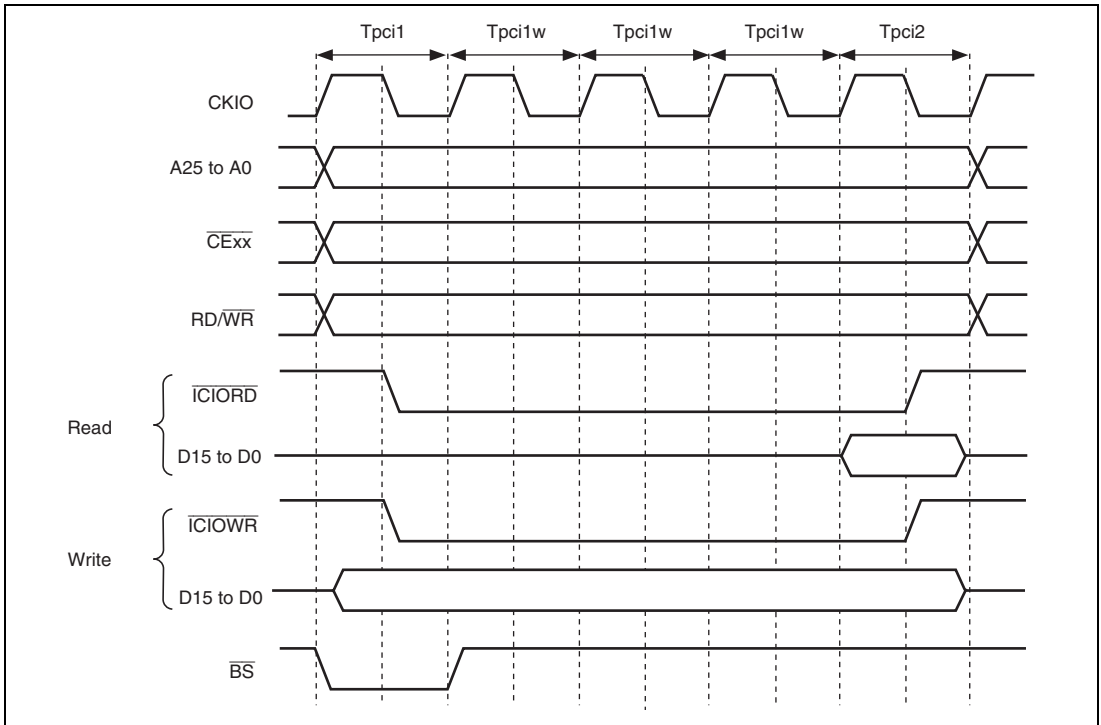 Tpci1 Tpci1w Tpci1w Tpci1w Tpci2
CKIO
A25 to A0
CExx
RD/WR
ICIORD
Read
D15 to D0
ICIOWR
Write
D15 to D0
BS